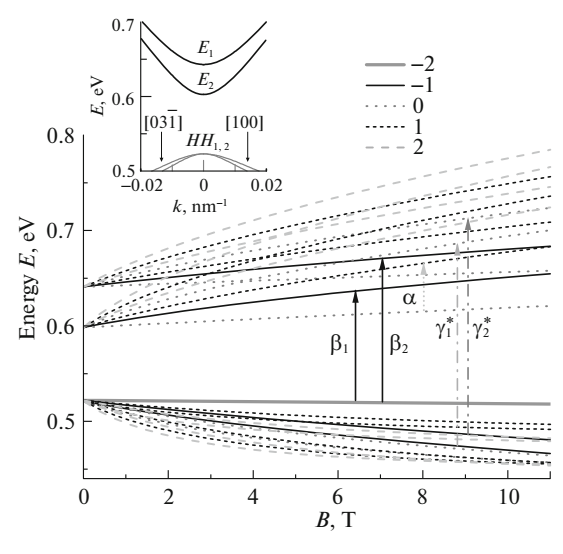 0.7
E₁
E₂
0.6
E, eV
[03̅1]
[100]
HH₁,₂
0.5
−0.02
0
0.02
k, nm⁻¹
−2
−1
0
1
2
0.8
0.7
0.6
0.5
Energy E, eV
α
β₁
β₂
γ₁*
γ₂*
0
2
4
6
8
10
B, T